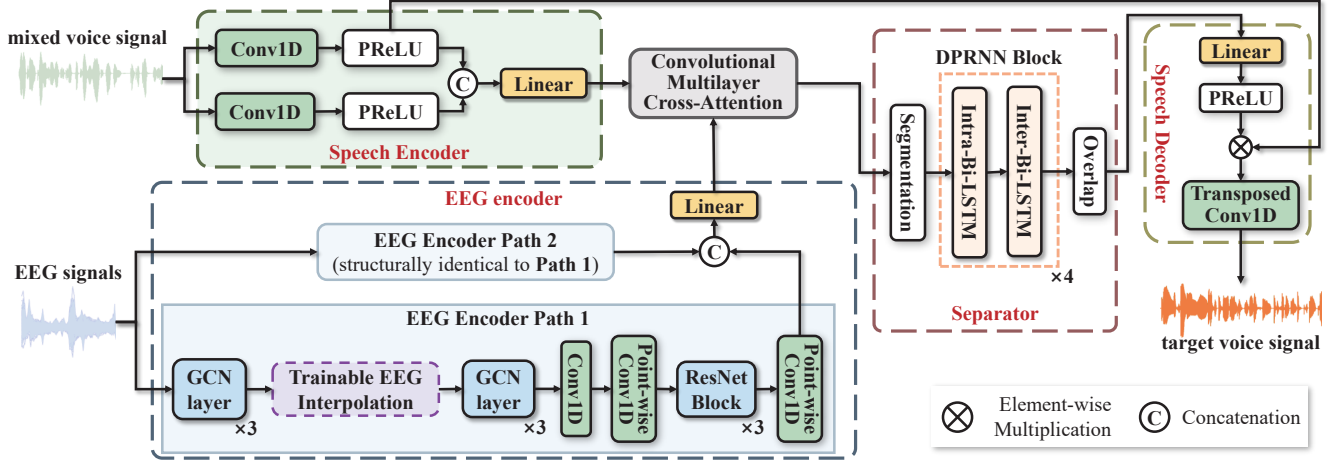 mixed voice signal
Conv1D
PReLU
Conv1D
PReLU
C
Linear
Speech Encoder
Convolutional
Multilayer
Cross-Attention
EEG encoder
Linear
C
EEG Encoder Path 2
(structurally identical to Path 1)
EEG signals
EEG Encoder Path 1
GCN
layer
×3
Trainable EEG
Interpolation
GCN
layer
×3
Conv1D
Point-wise
Conv1D
ResNet
Block
×3
Point-wise
Conv1D
DPRNN Block
Segmentation
Intra-Bi-LSTM
Inter-Bi-LSTM
×4
Overlap
Separator
Linear
PReLU
Transposed
Conv1D
Speech Decoder
target voice signal
Element-wise
Multiplication
C
Concatenation